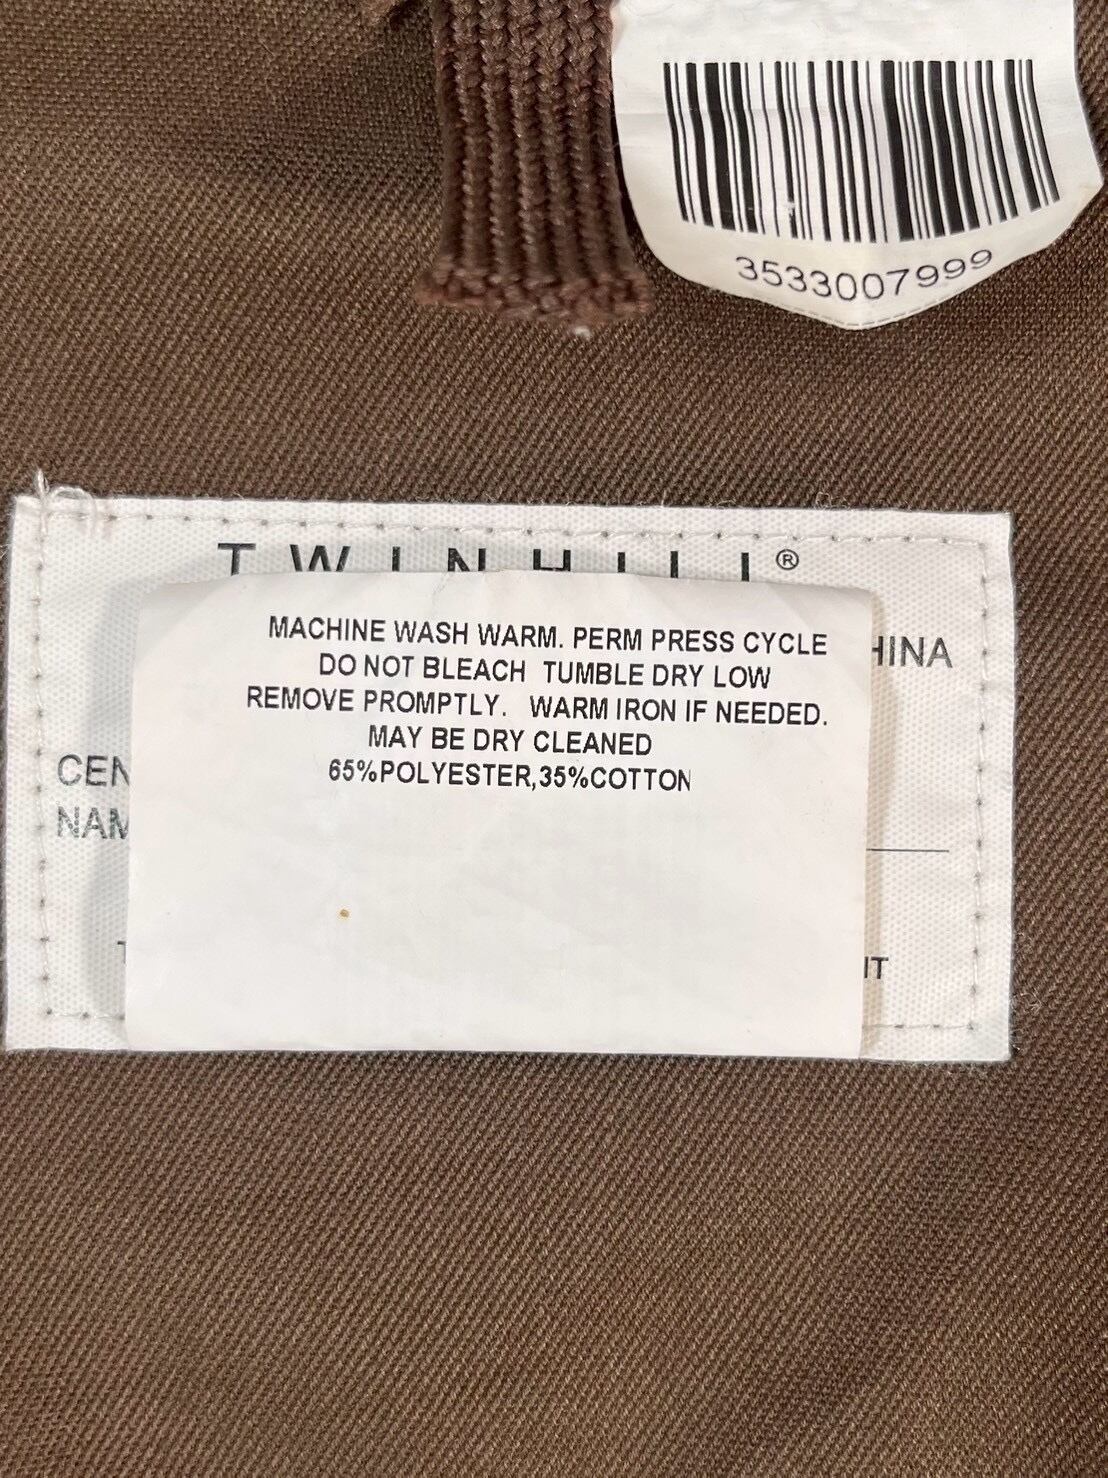 3533007999
TWINHILL®
MACHINE WASH WARM. PERM PRESS CYCLE
DO NOT BLEACH TUMBLE DRY LOW
REMOVE PROMPTLY. WARM IRON IF NEEDED.
MAY BE DRY CLEANED
65%POLYESTER,35%COTTON
HINA
CEN
NAM
IT